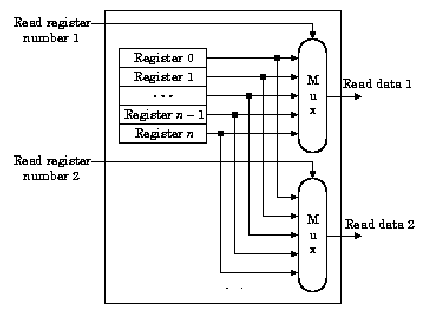 Read register
number 1
Register 0
Register 1
. . .
Register n – 1
Register n
M
u
x
Read data 1
Read register
number 2
M
u
x
Read data 2
. . .